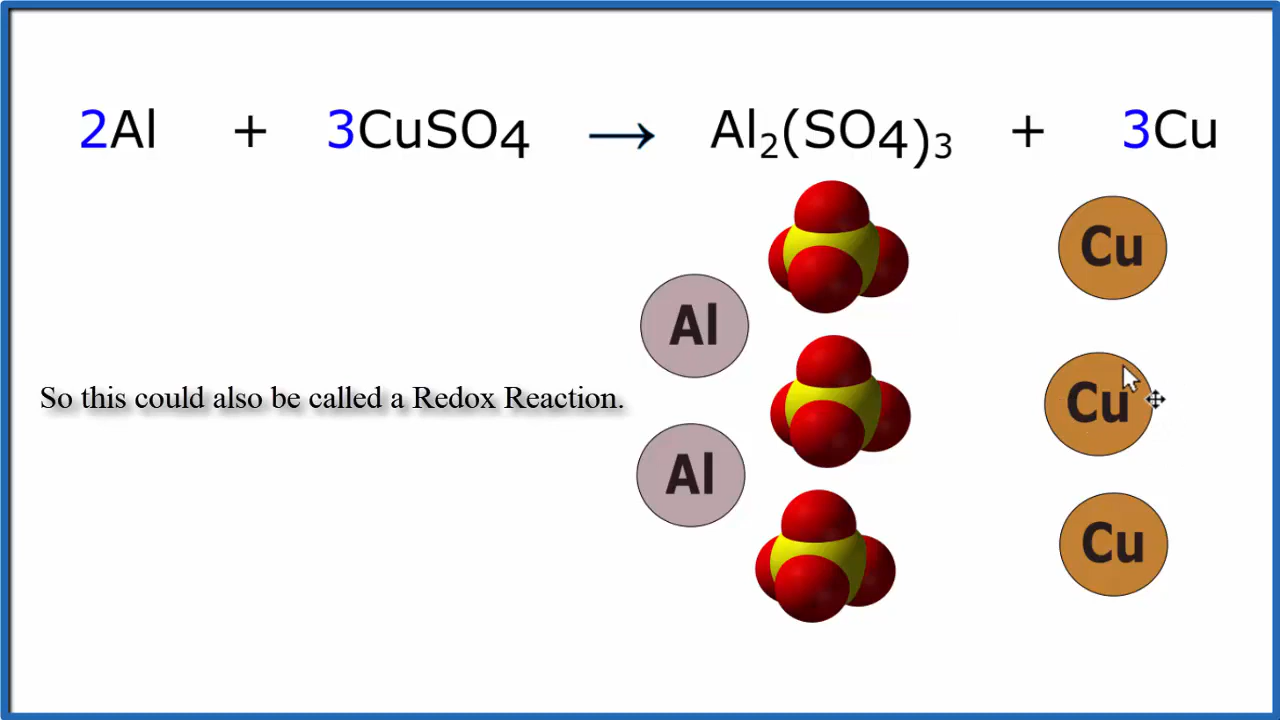 2Al + 3CuSO4 → Al₂(SO4)₃ + 3Cu
Cu
Al
Cu
So this could also be called a Redox Reaction.
Al
Cu